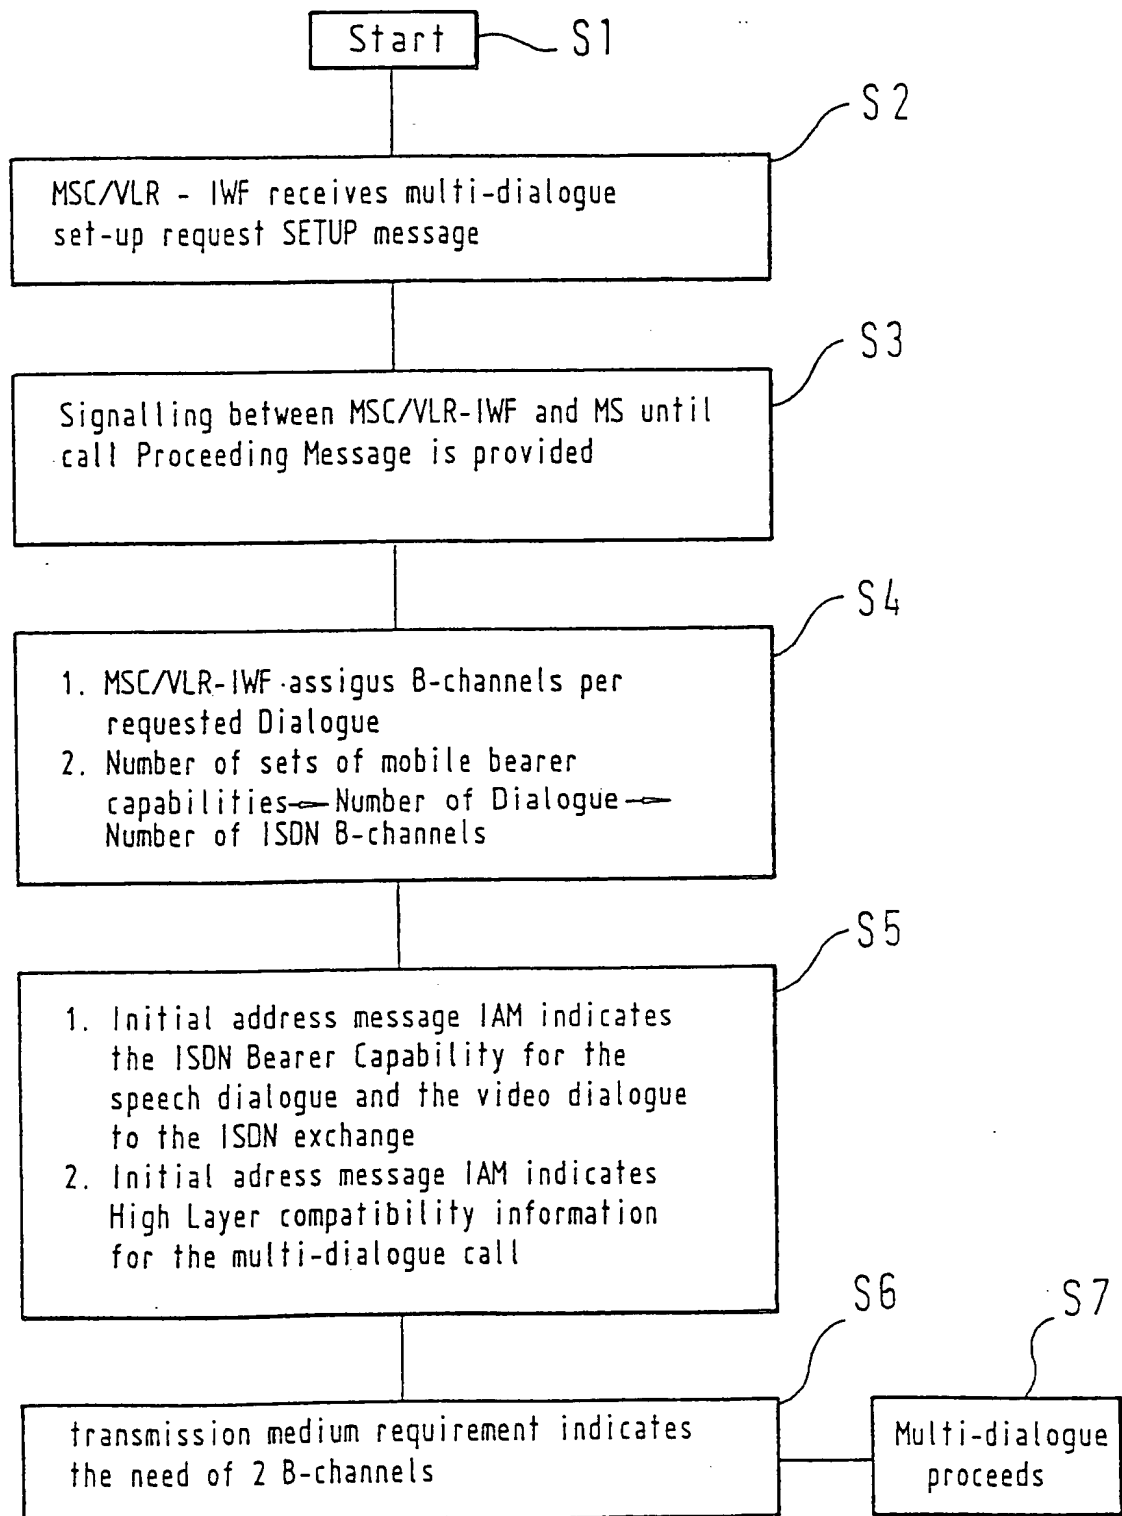 Start
S1
S2
MSC/VLR - IWF receives multi-dialogue
set-up request SETUP message
S3
Signalling between MSC/VLR-IWF and MS until
call Proceeding Message is provided
S4
1. MSC/VLR-IWF assigus B-channels per
requested Dialogue
2. Number of sets of mobile bearer
capabilities Number of Dialogue
Number of ISDN B-channels
S5
1. Initial address message IAM indicates
the ISDN Bearer Capability for the
speech dialogue and the video dialogue
to the ISDN exchange
2. Initial adress message IAM indicates
High Layer compatibility information
for the multi-dialogue call
S6
S7
transmission medium requirement indicates
the need of 2 B-channels
Multi-dialogue
proceeds